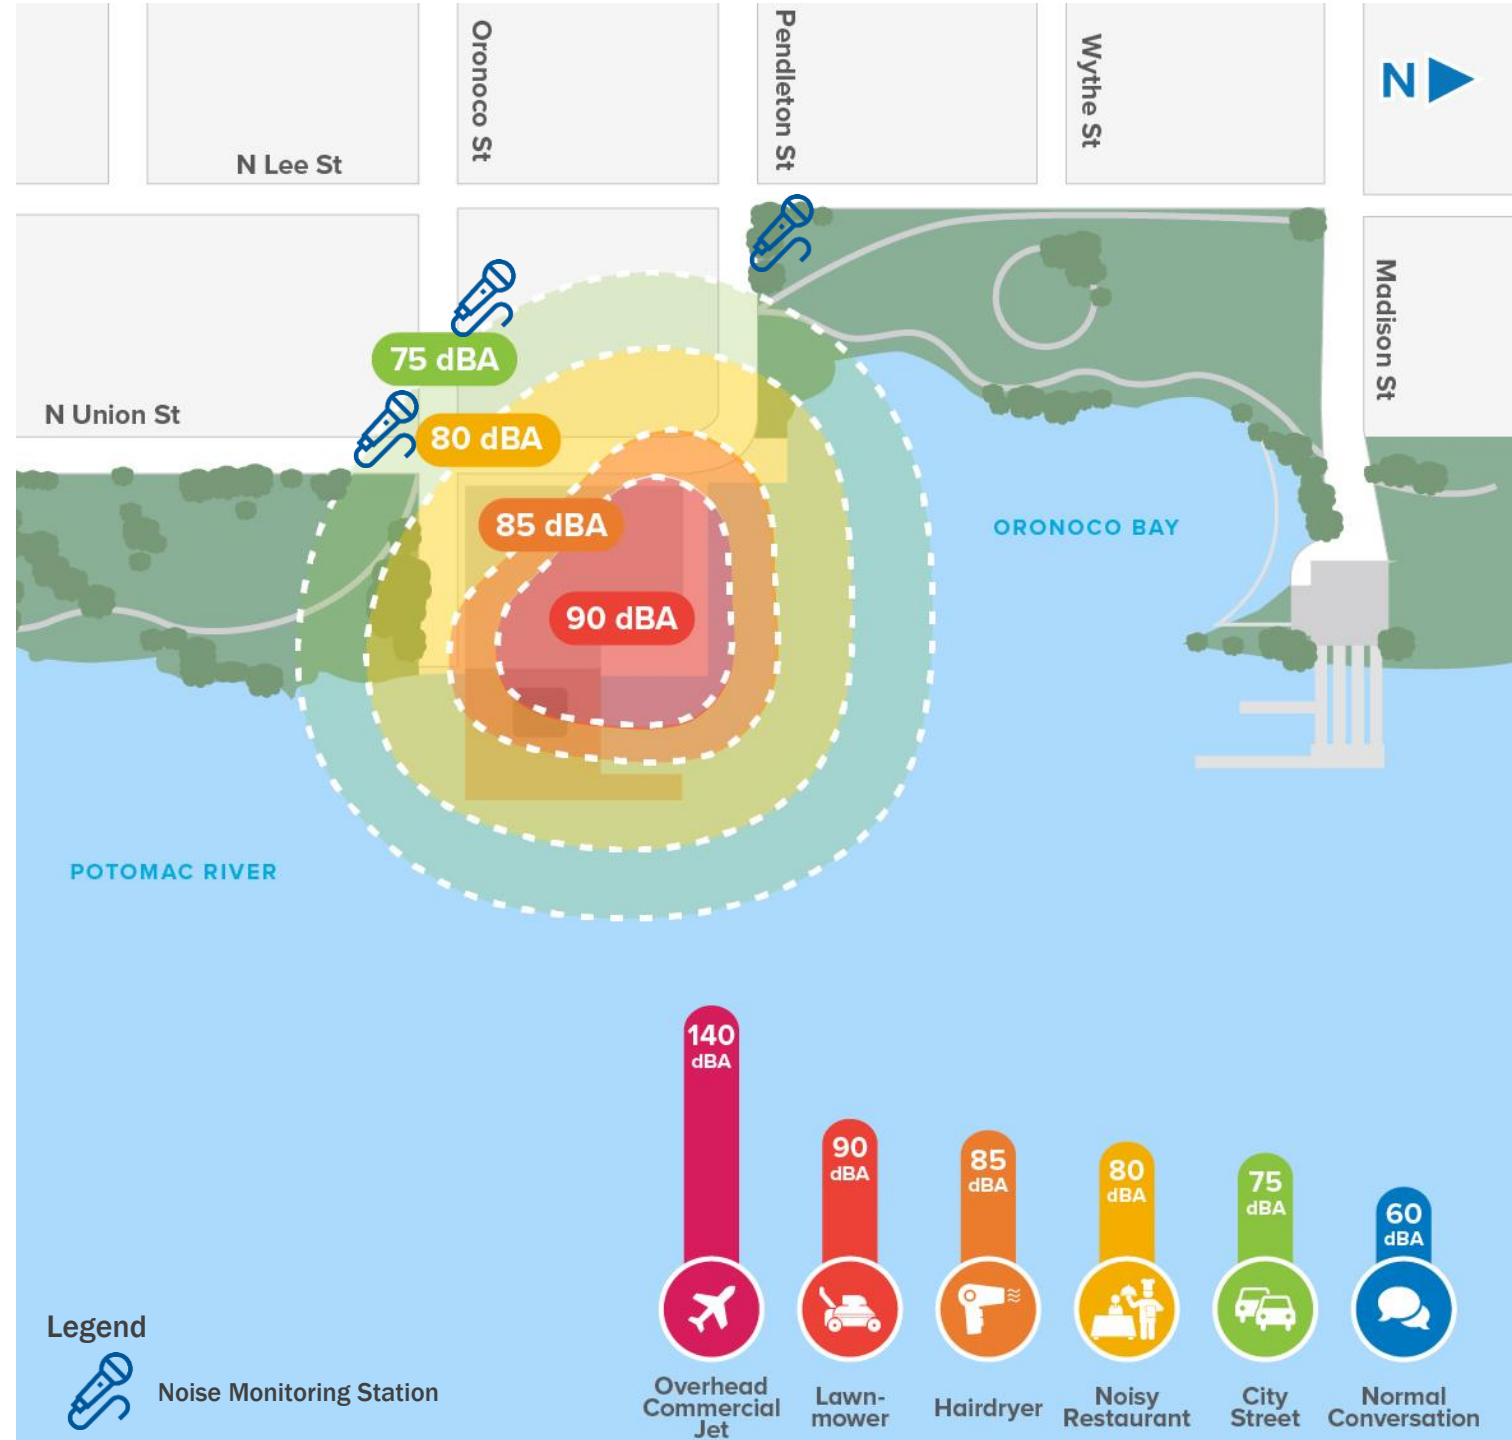 Oronoco St
Pendleton St
Wythe St
N
N Lee St
Madison St
75 dBA
N Union St
80 dBA
85 dBA
ORONOCO BAY
90 dBA
POTOMAC RIVER
140
dBA
90
dBA
85
dBA
80
dBA
75
dBA
60
dBA
Legend
Noise Monitoring Station
Overhead
Commercial
Jet
Lawn-
mower
Hairdryer
Noisy
Restaurant
City
Street
Normal
Conversation